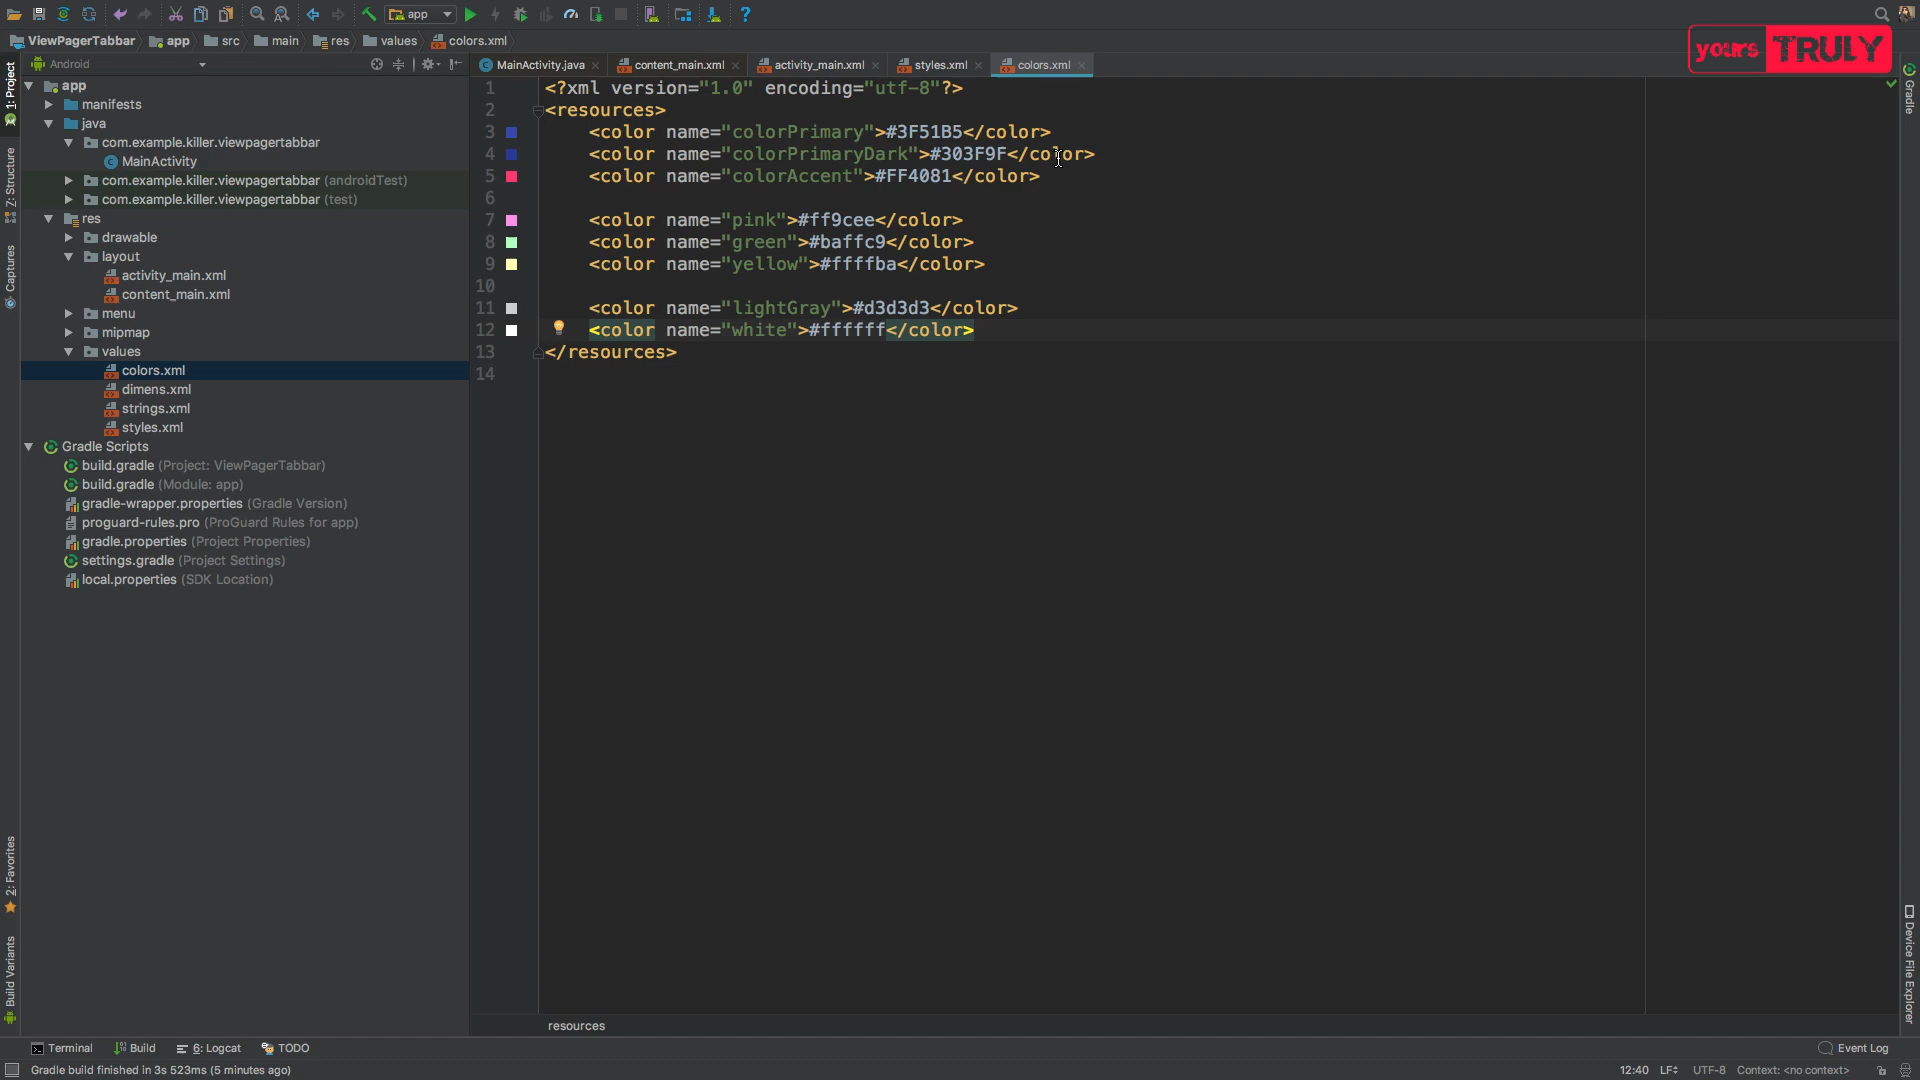 app
ViewPagerTabbar app src main res values colors.xml
yours TRULY
Android
MainActivity.java content_main.xml activity_main.xml styles.xml colors.xml
1: Project
Z: Structure
Captures
2: Favorites
Build Variants
app
manifests
java
com.example.killer.viewpagertabbar
MainActivity
com.example.killer.viewpagertabbar (androidTest)
com.example.killer.viewpagertabbar (test)
res
drawable
layout
activity_main.xml
content_main.xml
menu
mipmap
values
colors.xml
dimens.xml
strings.xml
styles.xml
Gradle Scripts
build.gradle (Project: ViewPagerTabbar)
build.gradle (Module: app)
gradle-wrapper.properties (Gradle Version)
proguard-rules.pro (ProGuard Rules for app)
gradle.properties (Project Properties)
settings.gradle (Project Settings)
local.properties (SDK Location)
1 <?xml version="1.0" encoding="utf-8"?>
2 <resources>
3 <color name="colorPrimary">#3F51B5</color>
4 <color name="colorPrimaryDark">#303F9F</color>
5 <color name="colorAccent">#FF4081</color>
6
7 <color name="pink">#ff9cee</color>
8 <color name="green">#baffc9</color>
9 <color name="yellow">#ffffba</color>
10
11 <color name="lightGray">#d3d3d3</color>
12 <color name="white">#ffffff</color>
13 </resources>
14
Gradle
Device File Explorer
resources
Terminal Build 6: Logcat TODO Event Log
Gradle build finished in 3s 523ms (5 minutes ago) 12:40 LF UTF-8 Context: <no context>